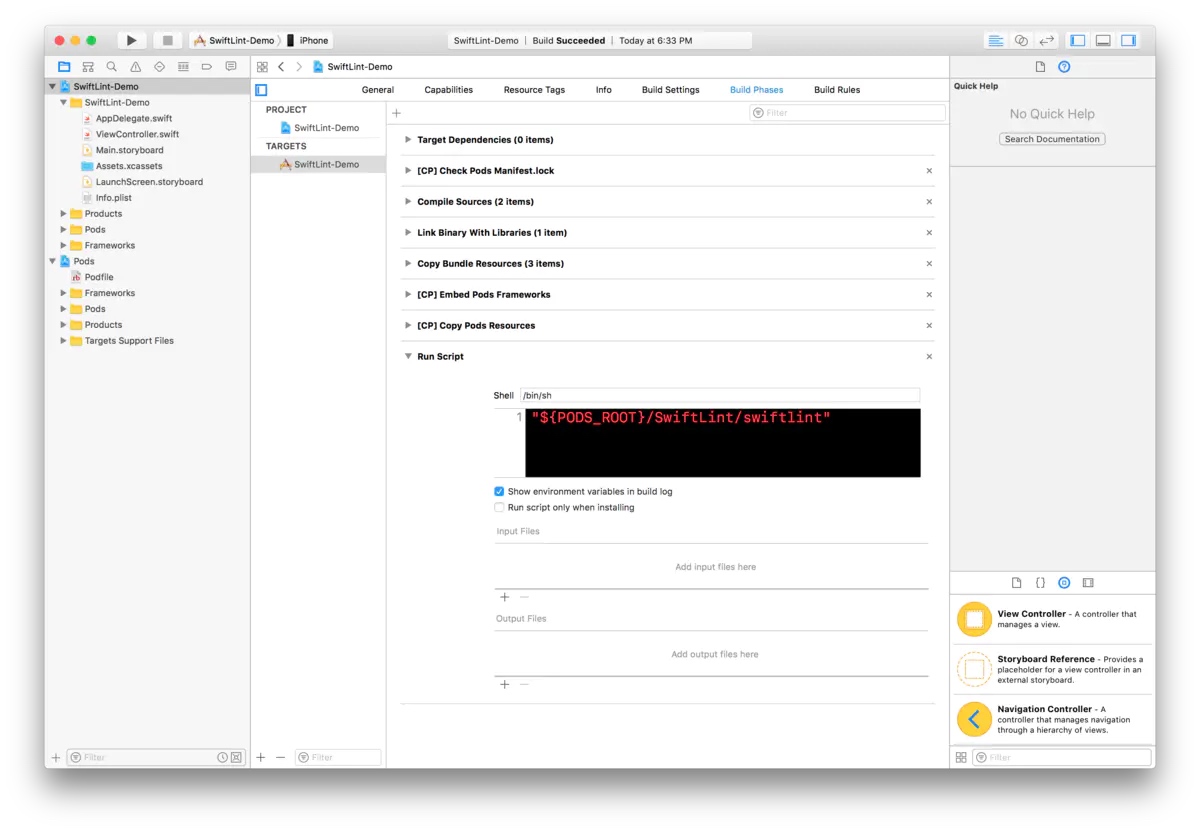 SwiftLint-Demo
iPhone
SwiftLint-Demo | Build Succeeded | Today at 6:33 PM
SwiftLint-Demo
SwiftLint-Demo
AppDelegate.swift
ViewController.swift
Main.storyboard
Assets.xcassets
LaunchScreen.storyboard
Info.plist
Products
Pods
Frameworks
Pods
Podfile
Frameworks
Pods
Products
Targets Support Files
Filter
SwiftLint-Demo
General
Capabilities
Resource Tags
Info
Build Settings
Build Phases
Build Rules
PROJECT
SwiftLint-Demo
TARGETS
SwiftLint-Demo
Filter
Filter
Target Dependencies (0 items)
[CP] Check Pods Manifest.lock
Compile Sources (2 items)
Link Binary With Libraries (1 item)
Copy Bundle Resources (3 items)
[CP] Embed Pods Frameworks
[CP] Copy Pods Resources
Run Script
Shell /bin/sh
1 "${PODS_ROOT}/SwiftLint/swiftlint"
Show environment variables in build log
Run script only when installing
Input Files
Add input files here
Output Files
Add output files here
Quick Help
No Quick Help
Search Documentation
{}
View Controller - A controller that
manages a view.
Storyboard Reference - Provides a
placeholder for a view controller in an
external storyboard.
Navigation Controller - A
controller that manages navigation
through a hierarchy of views.
Filter